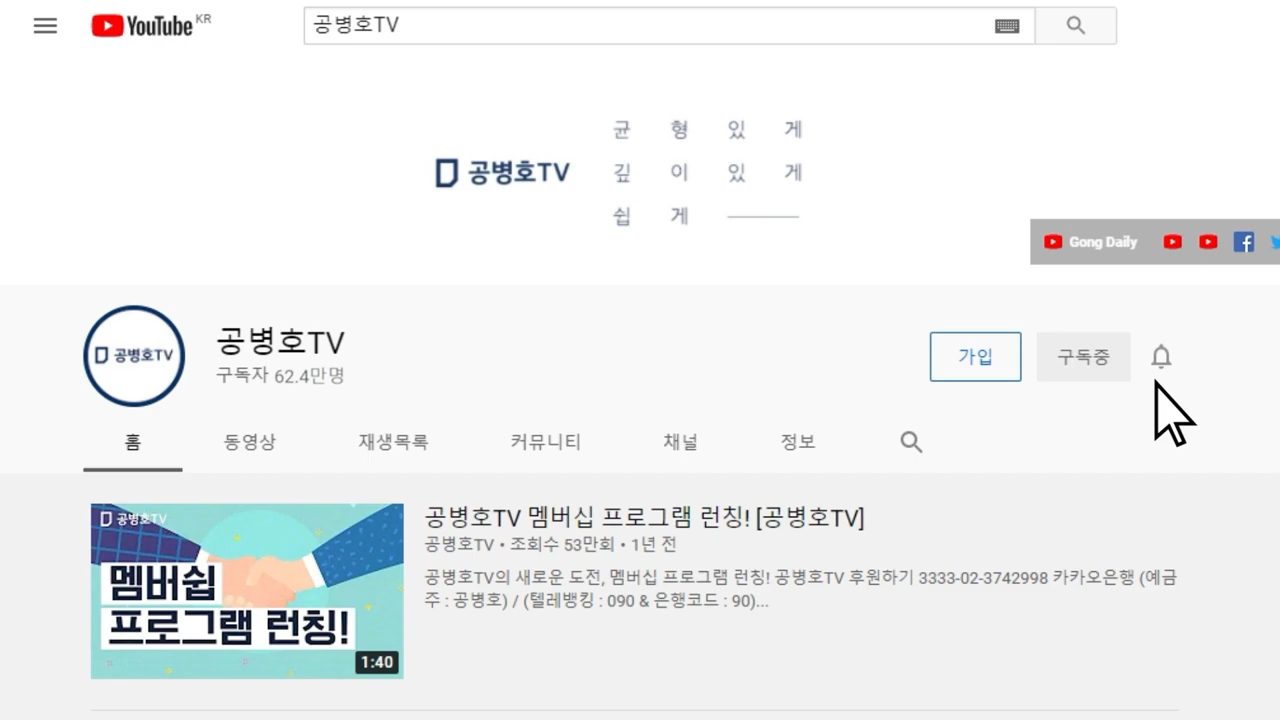 YouTube KR
공병호TV
공병호TV
균 형 있 게
깊 이 있 게
쉽 게
Gong Daily
공병호TV
공병호TV
구독자 62.4만명
가입
구독중
홈
동영상
재생목록
커뮤니티
채널
정보
공병호TV
멤버쉽
프로그램 런칭!
1:40
공병호TV 멤버십 프로그램 런칭! [공병호TV]
공병호TV • 조회수 53만회 • 1년 전
공병호TV의 새로운 도전, 멤버십 프로그램 런칭! 공병호TV 후원하기 3333-02-3742998 카카오은행 (예금
주 : 공병호) / (텔레뱅킹 : 090 & 은행코드 : 90)...